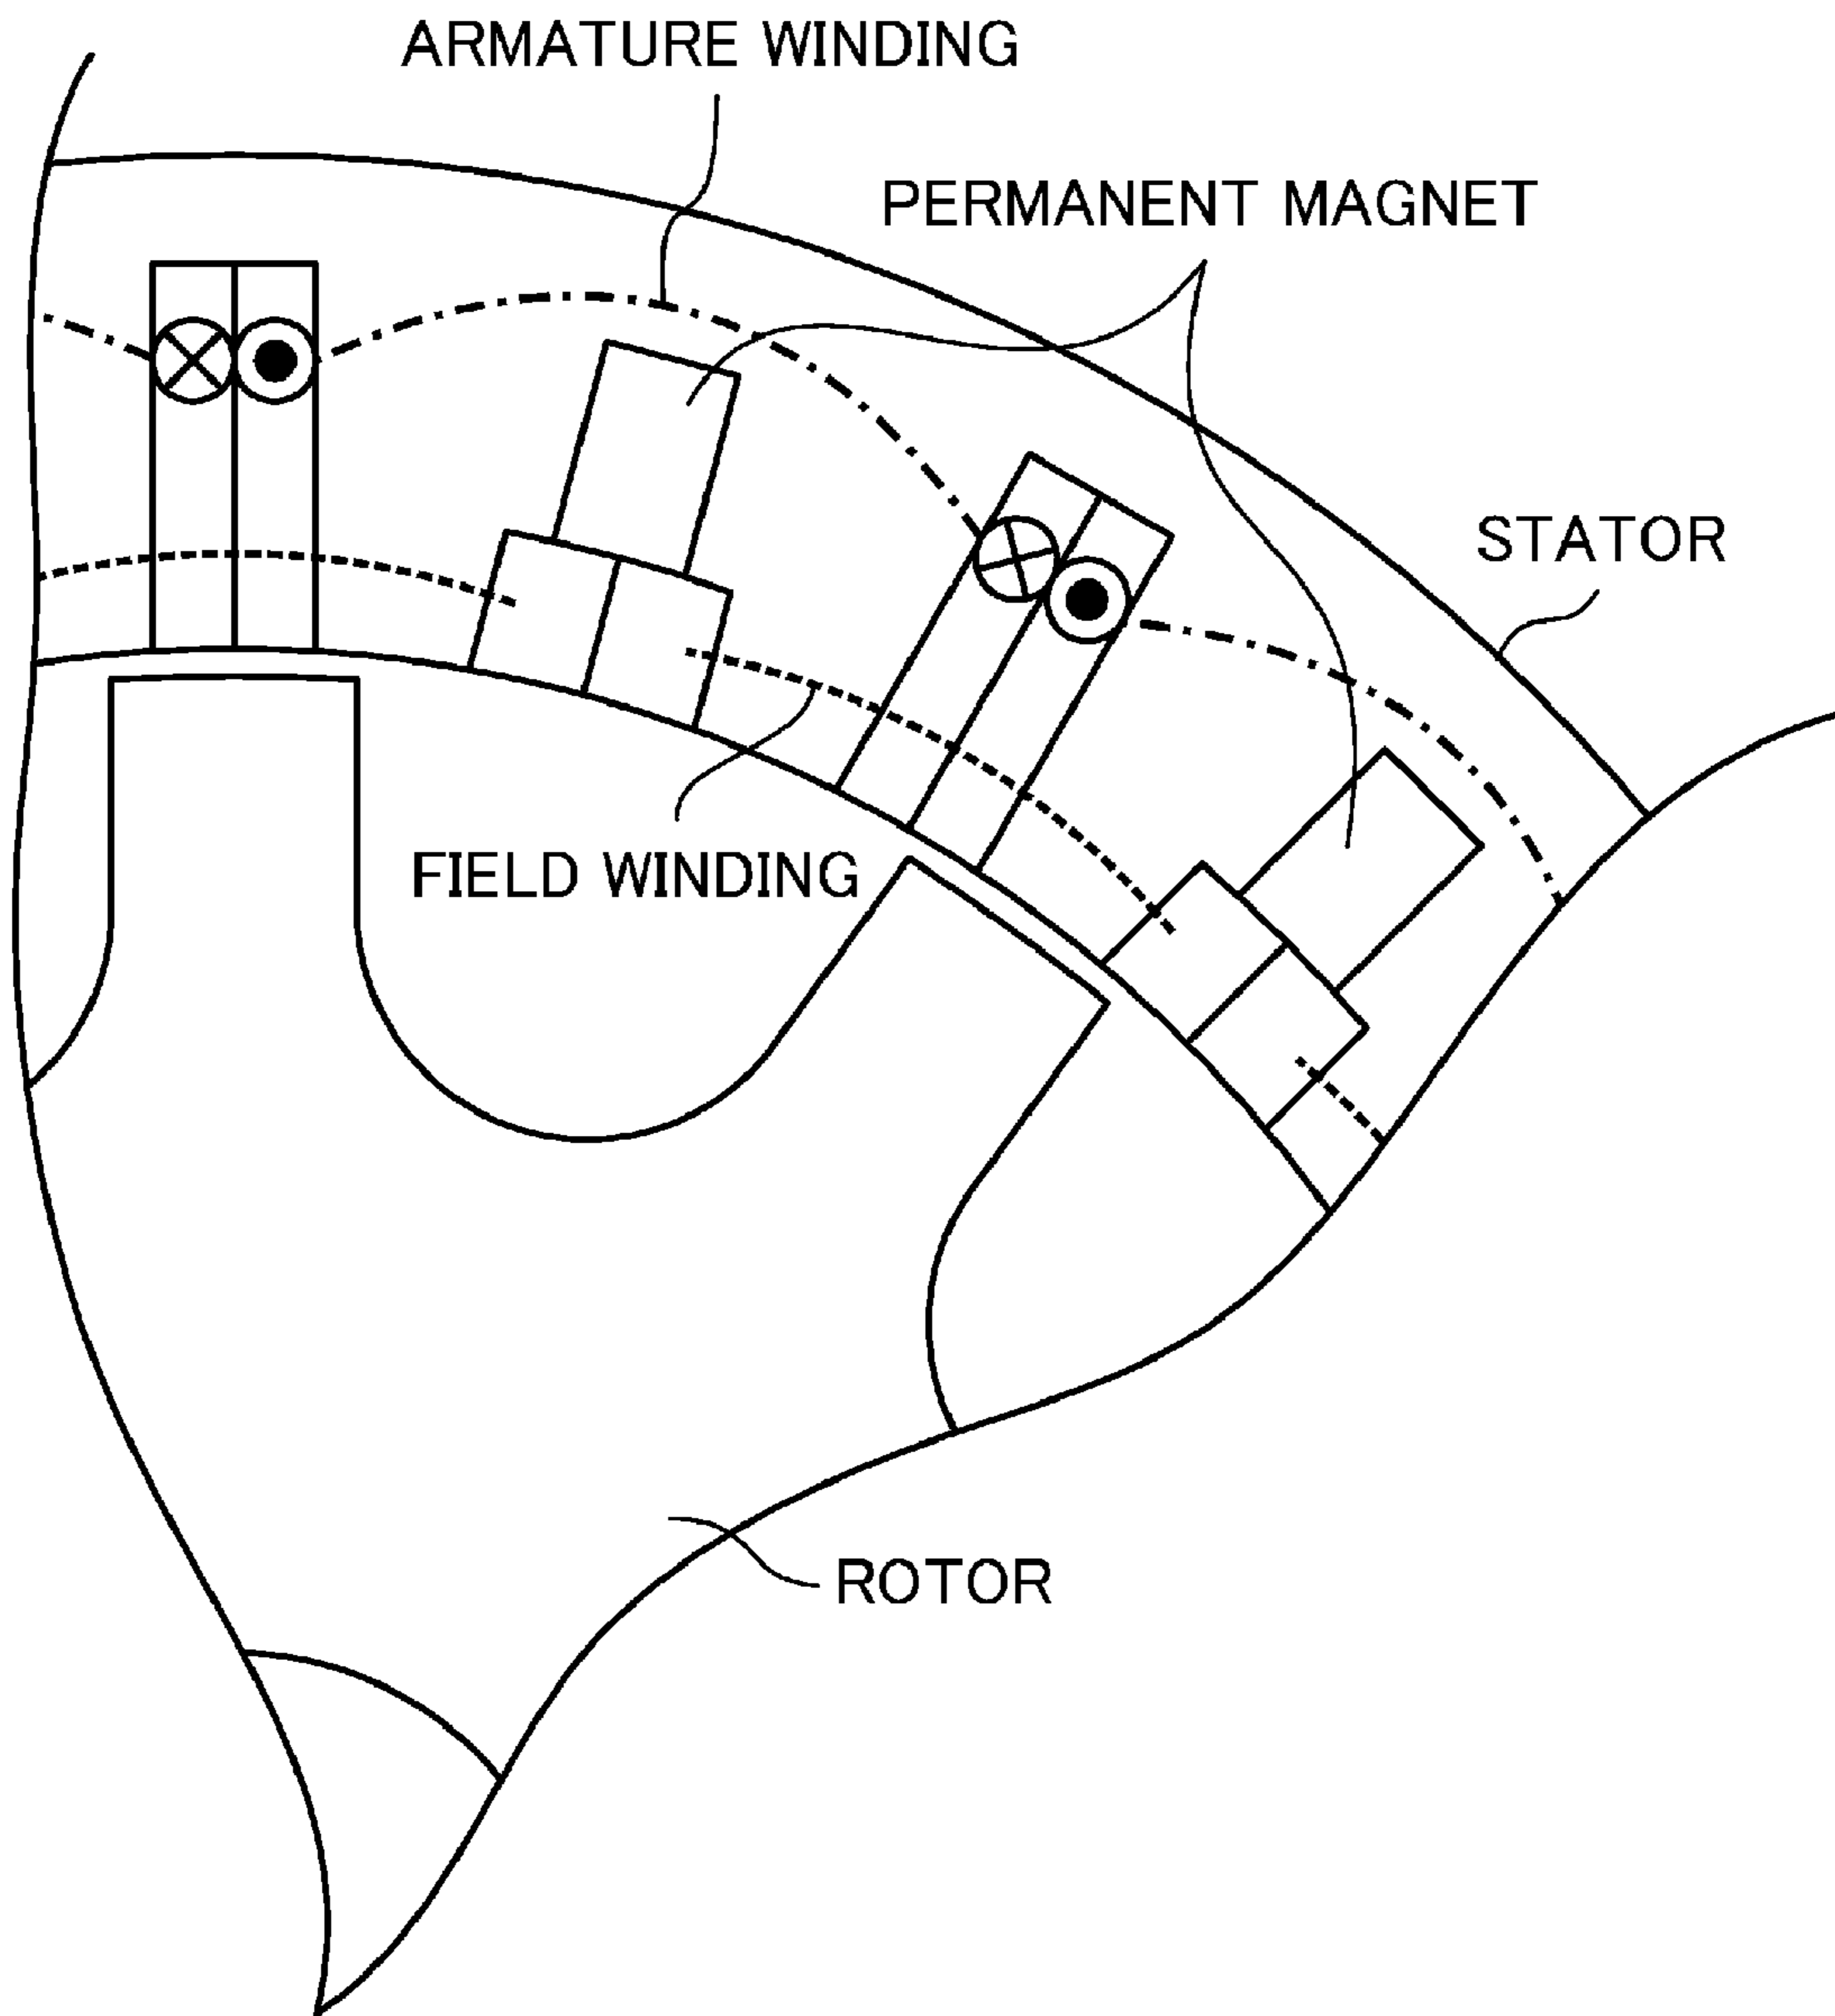 ARMATURE WINDING
PERMANENT MAGNET
STATOR
FIELD WINDING
ROTOR